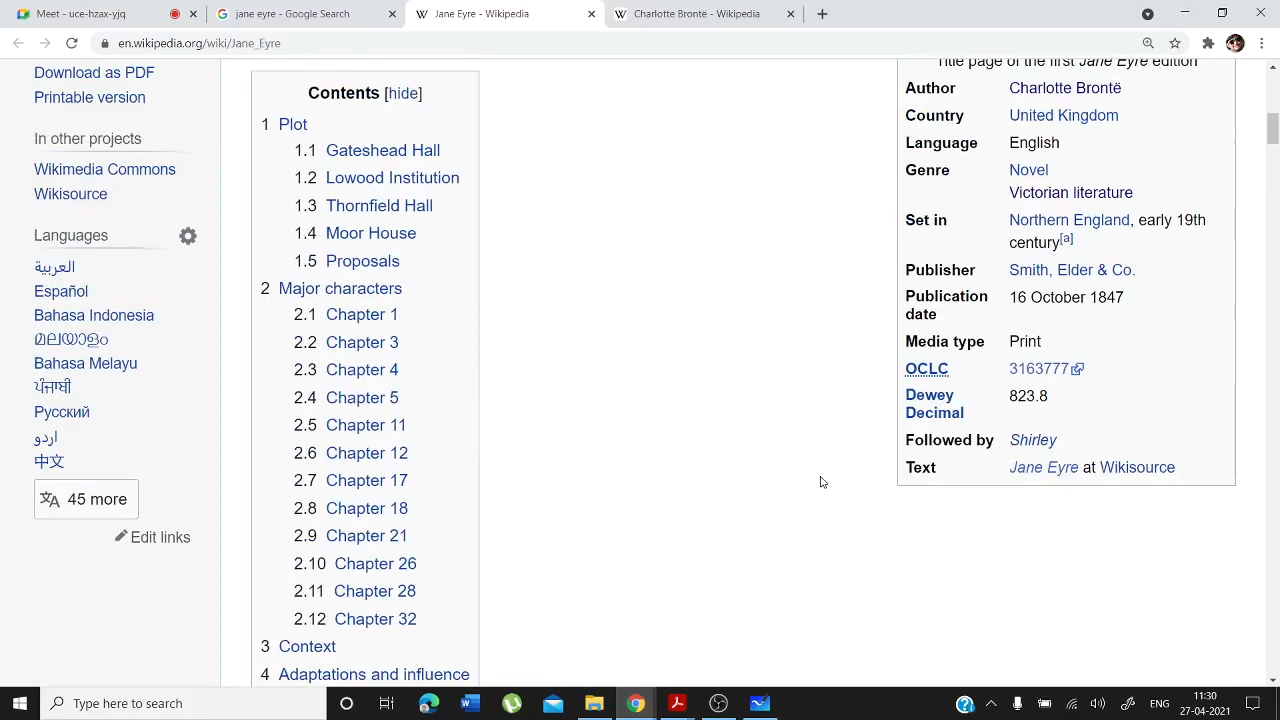 Meet - uce-hzax-yjq
jane eyre - Google Search
Jane Eyre - Wikipedia
Charlotte Brontë - Wikipedia
en.wikipedia.org/wiki/Jane_Eyre
Download as PDF
Printable version
In other projects
Wikimedia Commons
Wikisource
Languages
العربية
Español
Bahasa Indonesia
മലയാളം
Bahasa Melayu
ਪੰਜਾਬੀ
Русский
اردو
中文
45 more
Edit links
Contents [hide]
1 Plot
1.1 Gateshead Hall
1.2 Lowood Institution
1.3 Thornfield Hall
1.4 Moor House
1.5 Proposals
2 Major characters
2.1 Chapter 1
2.2 Chapter 3
2.3 Chapter 4
2.4 Chapter 5
2.5 Chapter 11
2.6 Chapter 12
2.7 Chapter 17
2.8 Chapter 18
2.9 Chapter 21
2.10 Chapter 26
2.11 Chapter 28
2.12 Chapter 32
3 Context
4 Adaptations and influence
Title page of the first Jane Eyre edition
Author Charlotte Brontë
Country United Kingdom
Language English
Genre Novel
Victorian literature
Set in Northern England, early 19th
century[a]
Publisher Smith, Elder & Co.
Publication 16 October 1847
date
Media type Print
OCLC 3163777
Dewey 823.8
Decimal
Followed by Shirley
Text Jane Eyre at Wikisource
Type here to search
ENG
11:30
27-04-2021